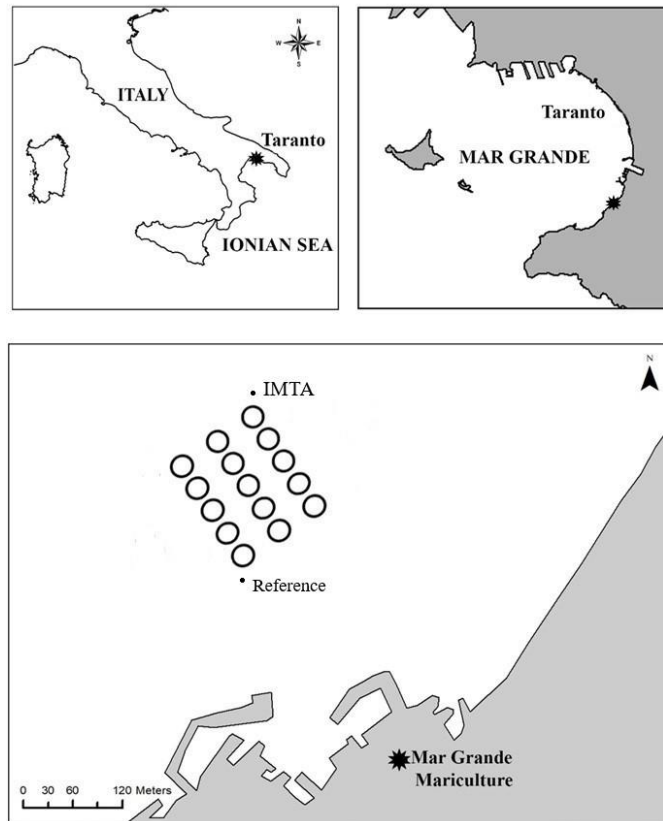 N
W E
S
ITALY
Taranto
IONIAN SEA
Taranto
MAR GRANDE
N
IMTA
Reference
Mar Grande
Mariculture
0 30 60 120 Meters